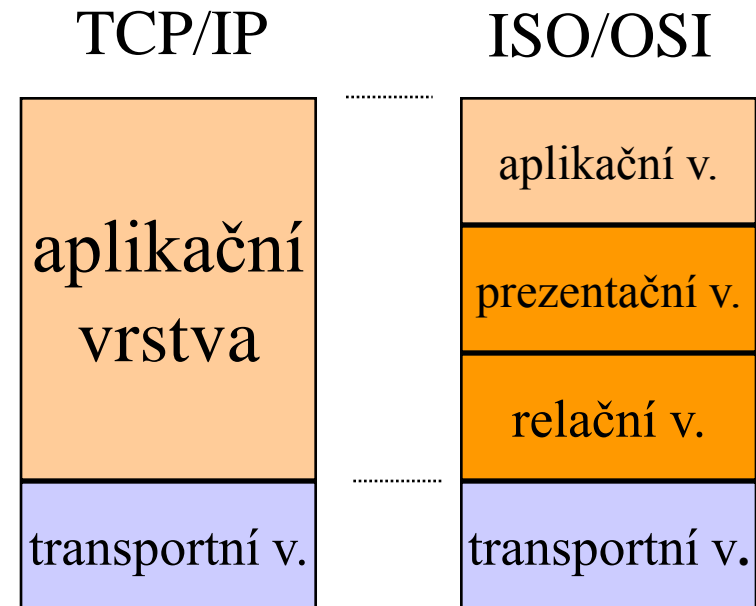 TCP/IP
ISO/OSI
aplikační
vrstva
transportní v.
aplikační v.
prezentační v.
relační v.
transportní v.